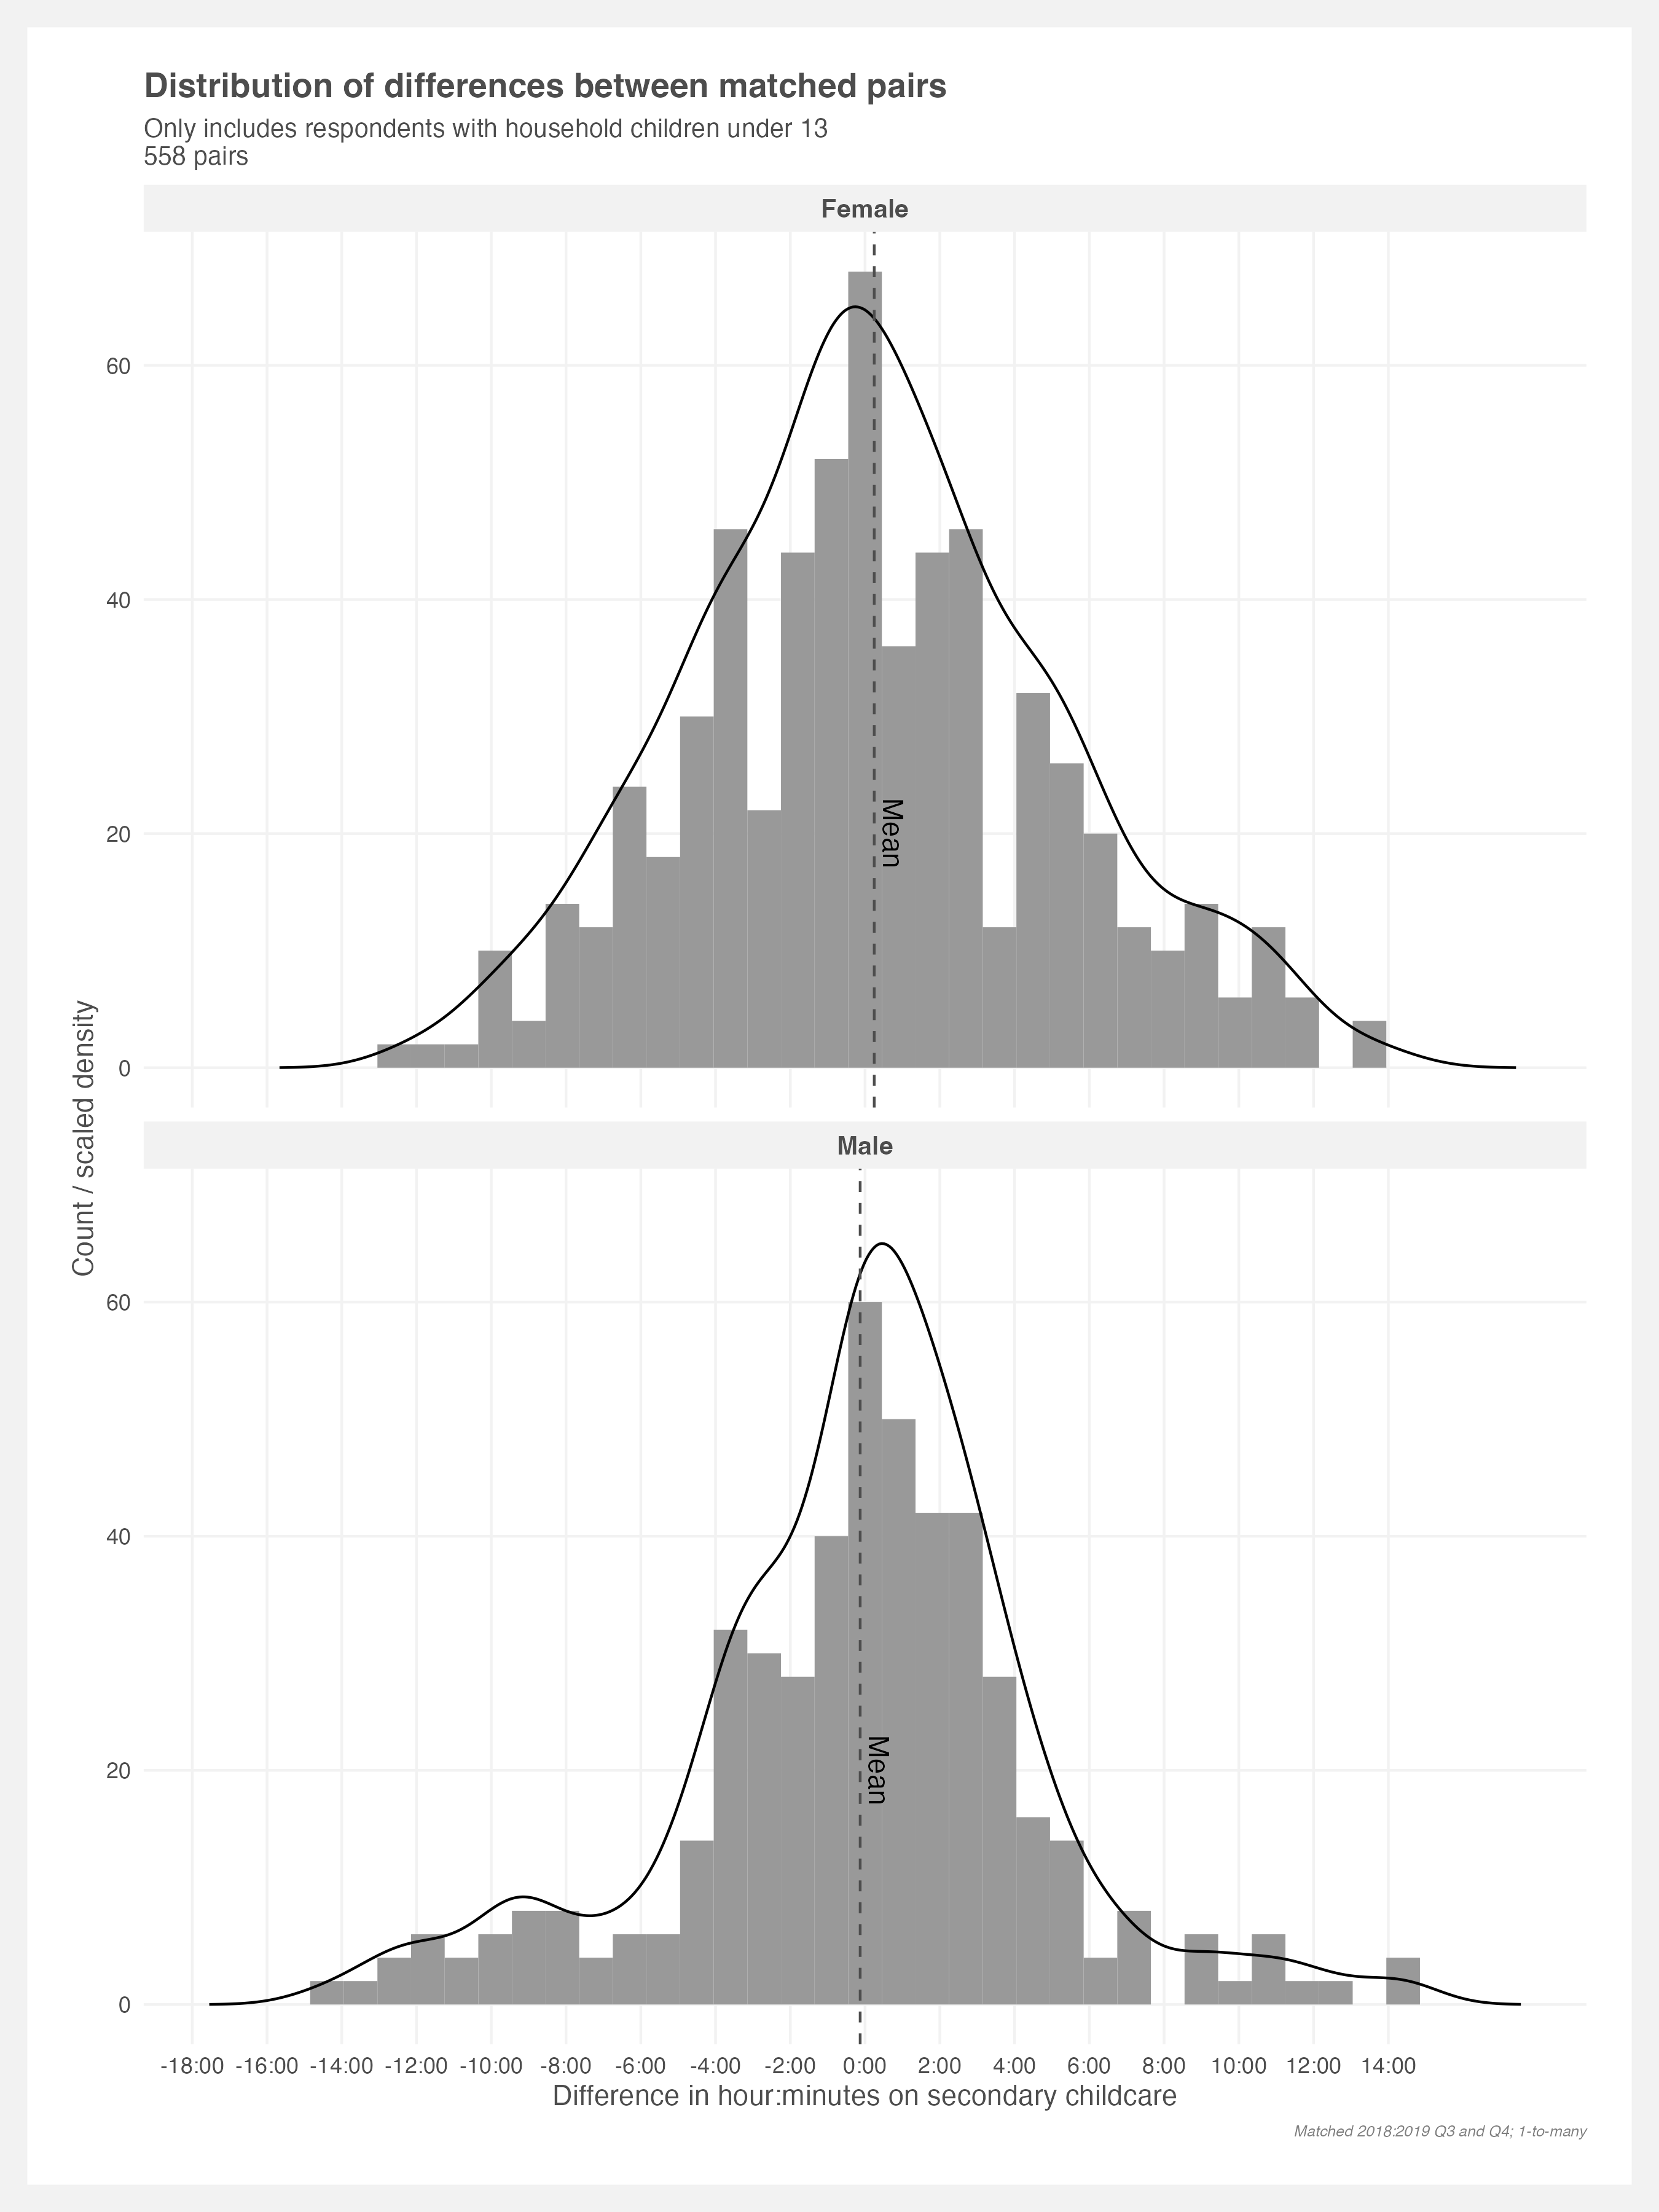 Distribution of differences between matched pairs
Only includes respondents with household children under 13
558 pairs
Female
60
40
20
0
Mean
Count / scaled density
Male
60
40
20
0
Mean
-18:00 -16:00 -14:00 -12:00 -10:00 -8:00 -6:00 -4:00 -2:00 0:00 2:00 4:00 6:00 8:00 10:00 12:00 14:00
Difference in hour:minutes on secondary childcare
Matched 2018:2019 Q3 and Q4; 1-to-many